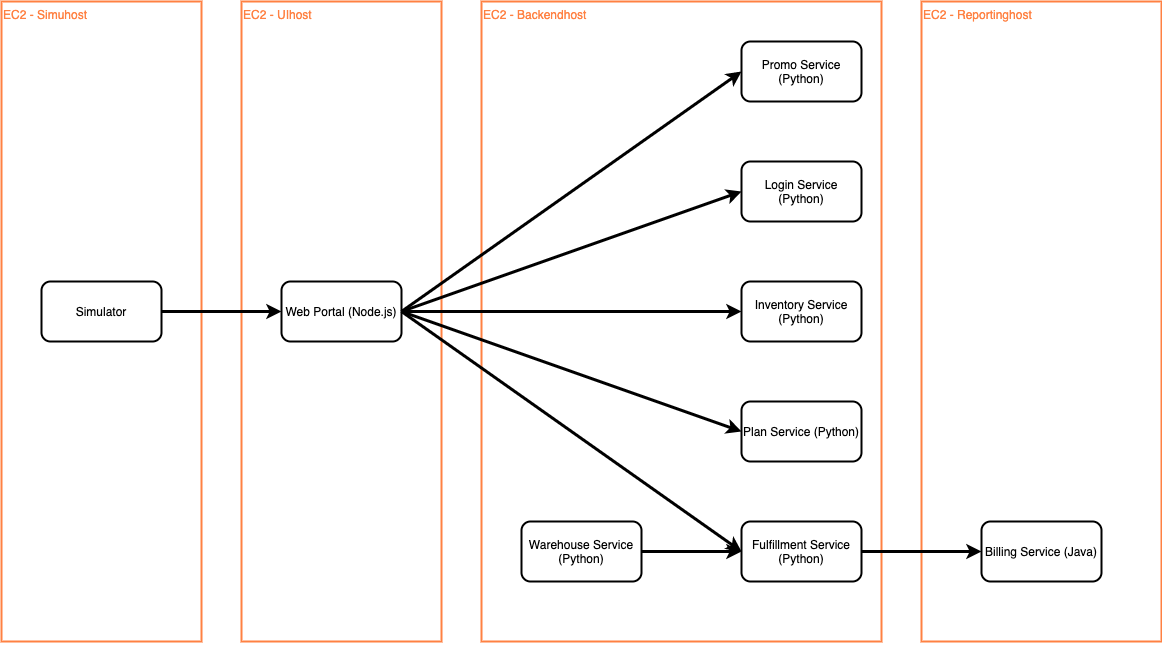 EC2 - Simuhost
EC2 - UIhost
EC2 - Backendhost
EC2 - Reportinghost
Promo Service
(Python)
Login Service
(Python)
Simulator
Web Portal (Node.js)
Inventory Service
(Python)
Plan Service (Python)
Warehouse Service
(Python)
Fulfillment Service
(Python)
Billing Service (Java)